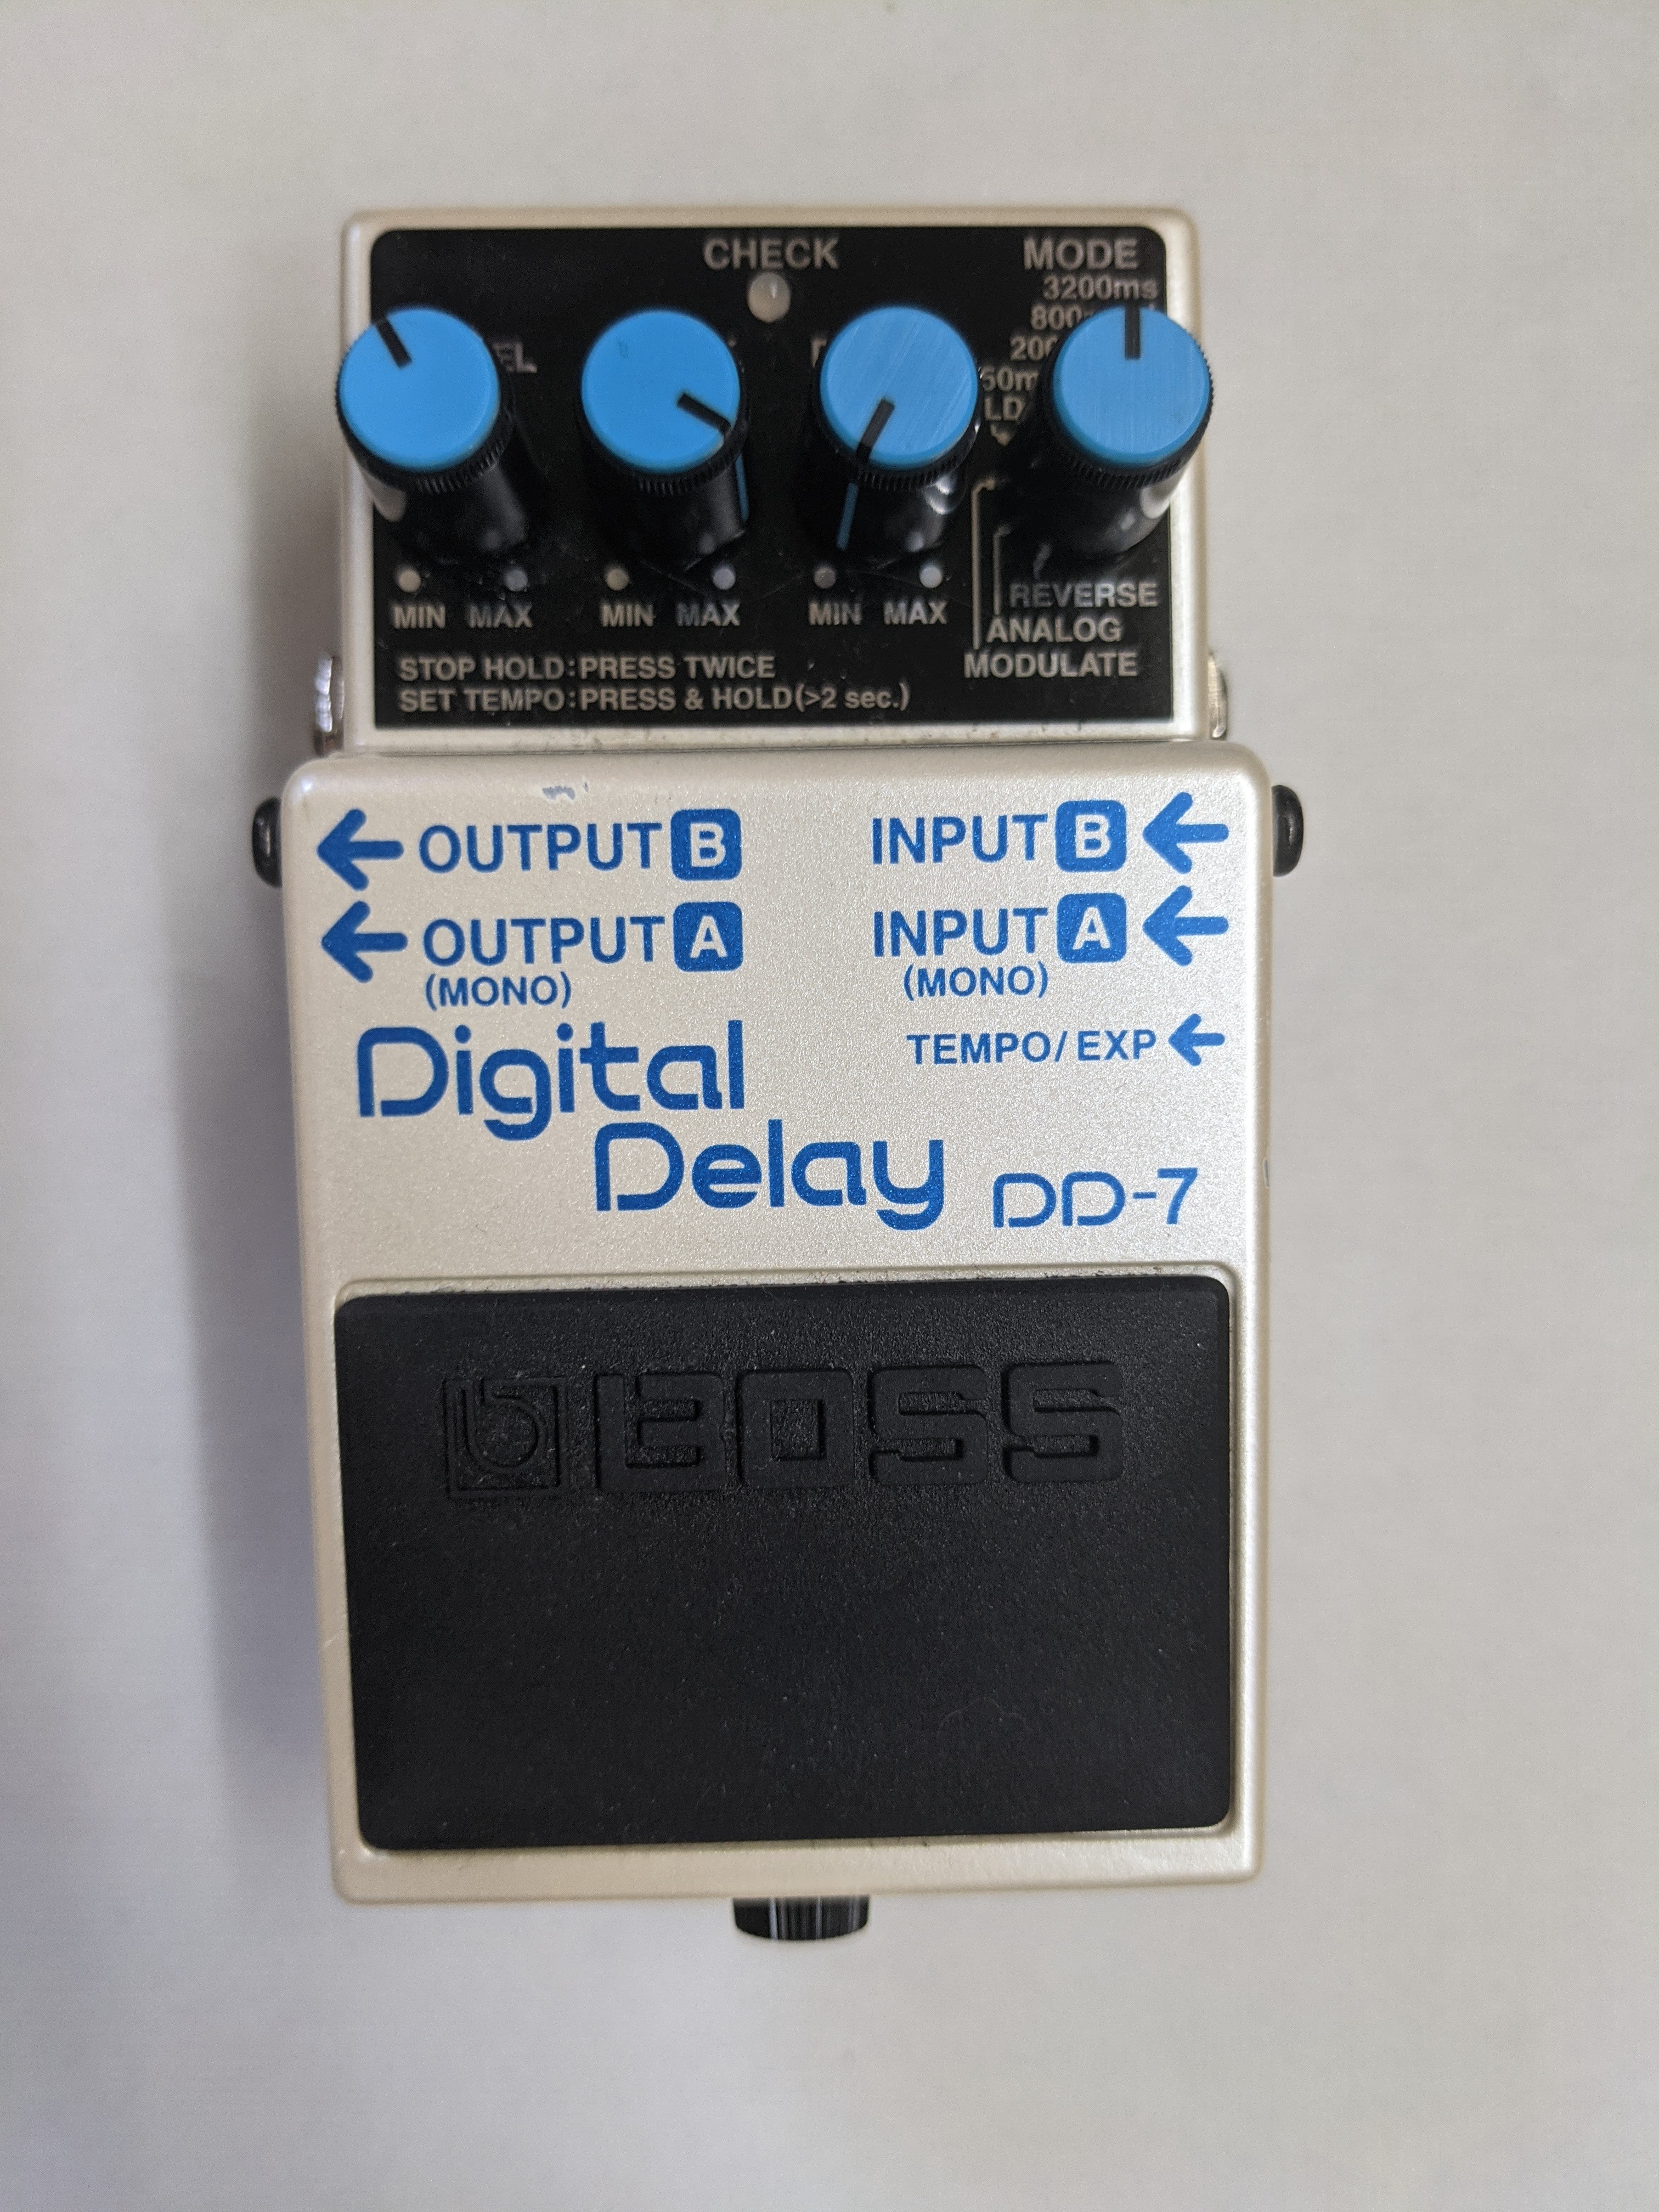 CHECK
MODE
3200ms
MIN MAX MIN MAX MIN MAX
REVERSE
ANALOG
MODULATE
STOP HOLD:PRESS TWICE
SET TEMPO:PRESS & HOLD(>2 sec.)
OUTPUT B INPUT B
OUTPUT A INPUT A
(MONO) (MONO)
TEMPO/EXP
Digital
Delay DD-7
BOSS